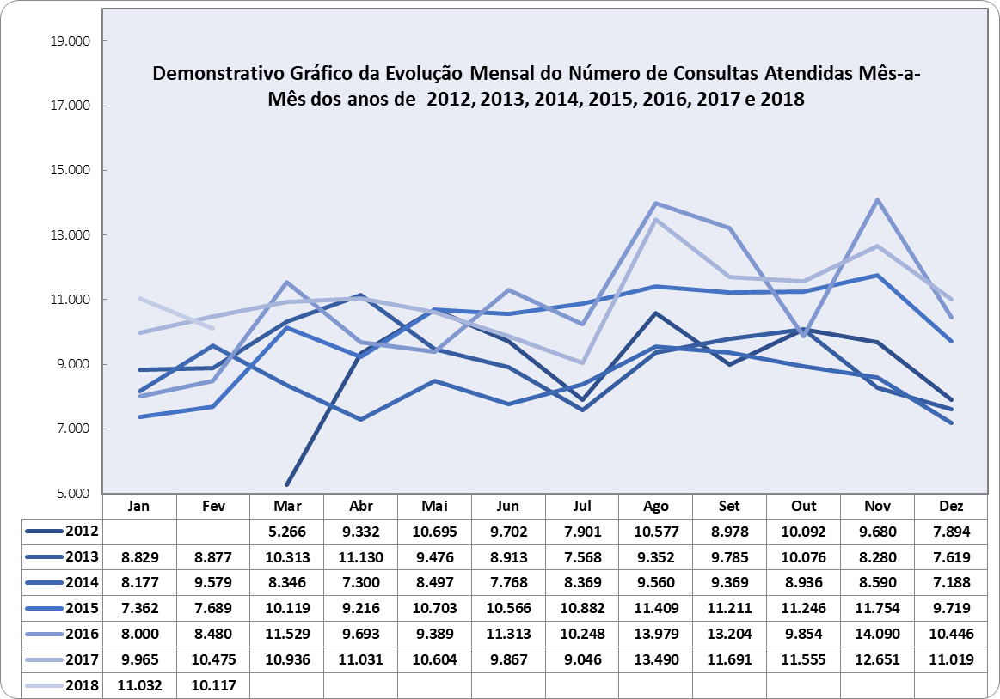 19.000
Demonstrativo Gráfico da Evolução Mensal do Número de Consultas Atendidas Mês-a-
Mês dos anos de  2012, 2013, 2014, 2015, 2016, 2017 e 2018
17.000
15.000
13.000
11.000
9.000
7.000
5.000
Jan Fev Mar Abr Mai Jun Jul Ago Set Out Nov Dez
2012 5.266 9.332 10.695 9.702 7.901 10.577 8.978 10.092 9.680 7.894
2013 8.829 8.877 10.313 11.130 9.476 8.913 7.568 9.352 9.785 10.076 8.280 7.619
2014 8.177 9.579 8.346 7.300 8.497 7.768 8.369 9.560 9.369 8.936 8.590 7.188
2015 7.362 7.689 10.119 9.216 10.703 10.566 10.882 11.409 11.211 11.246 11.754 9.719
2016 8.000 8.480 11.529 9.693 9.389 11.313 10.248 13.979 13.204 9.854 14.090 10.446
2017 9.965 10.475 10.936 11.031 10.604 9.867 9.046 13.490 11.691 11.555 12.651 11.019
2018 11.032 10.117